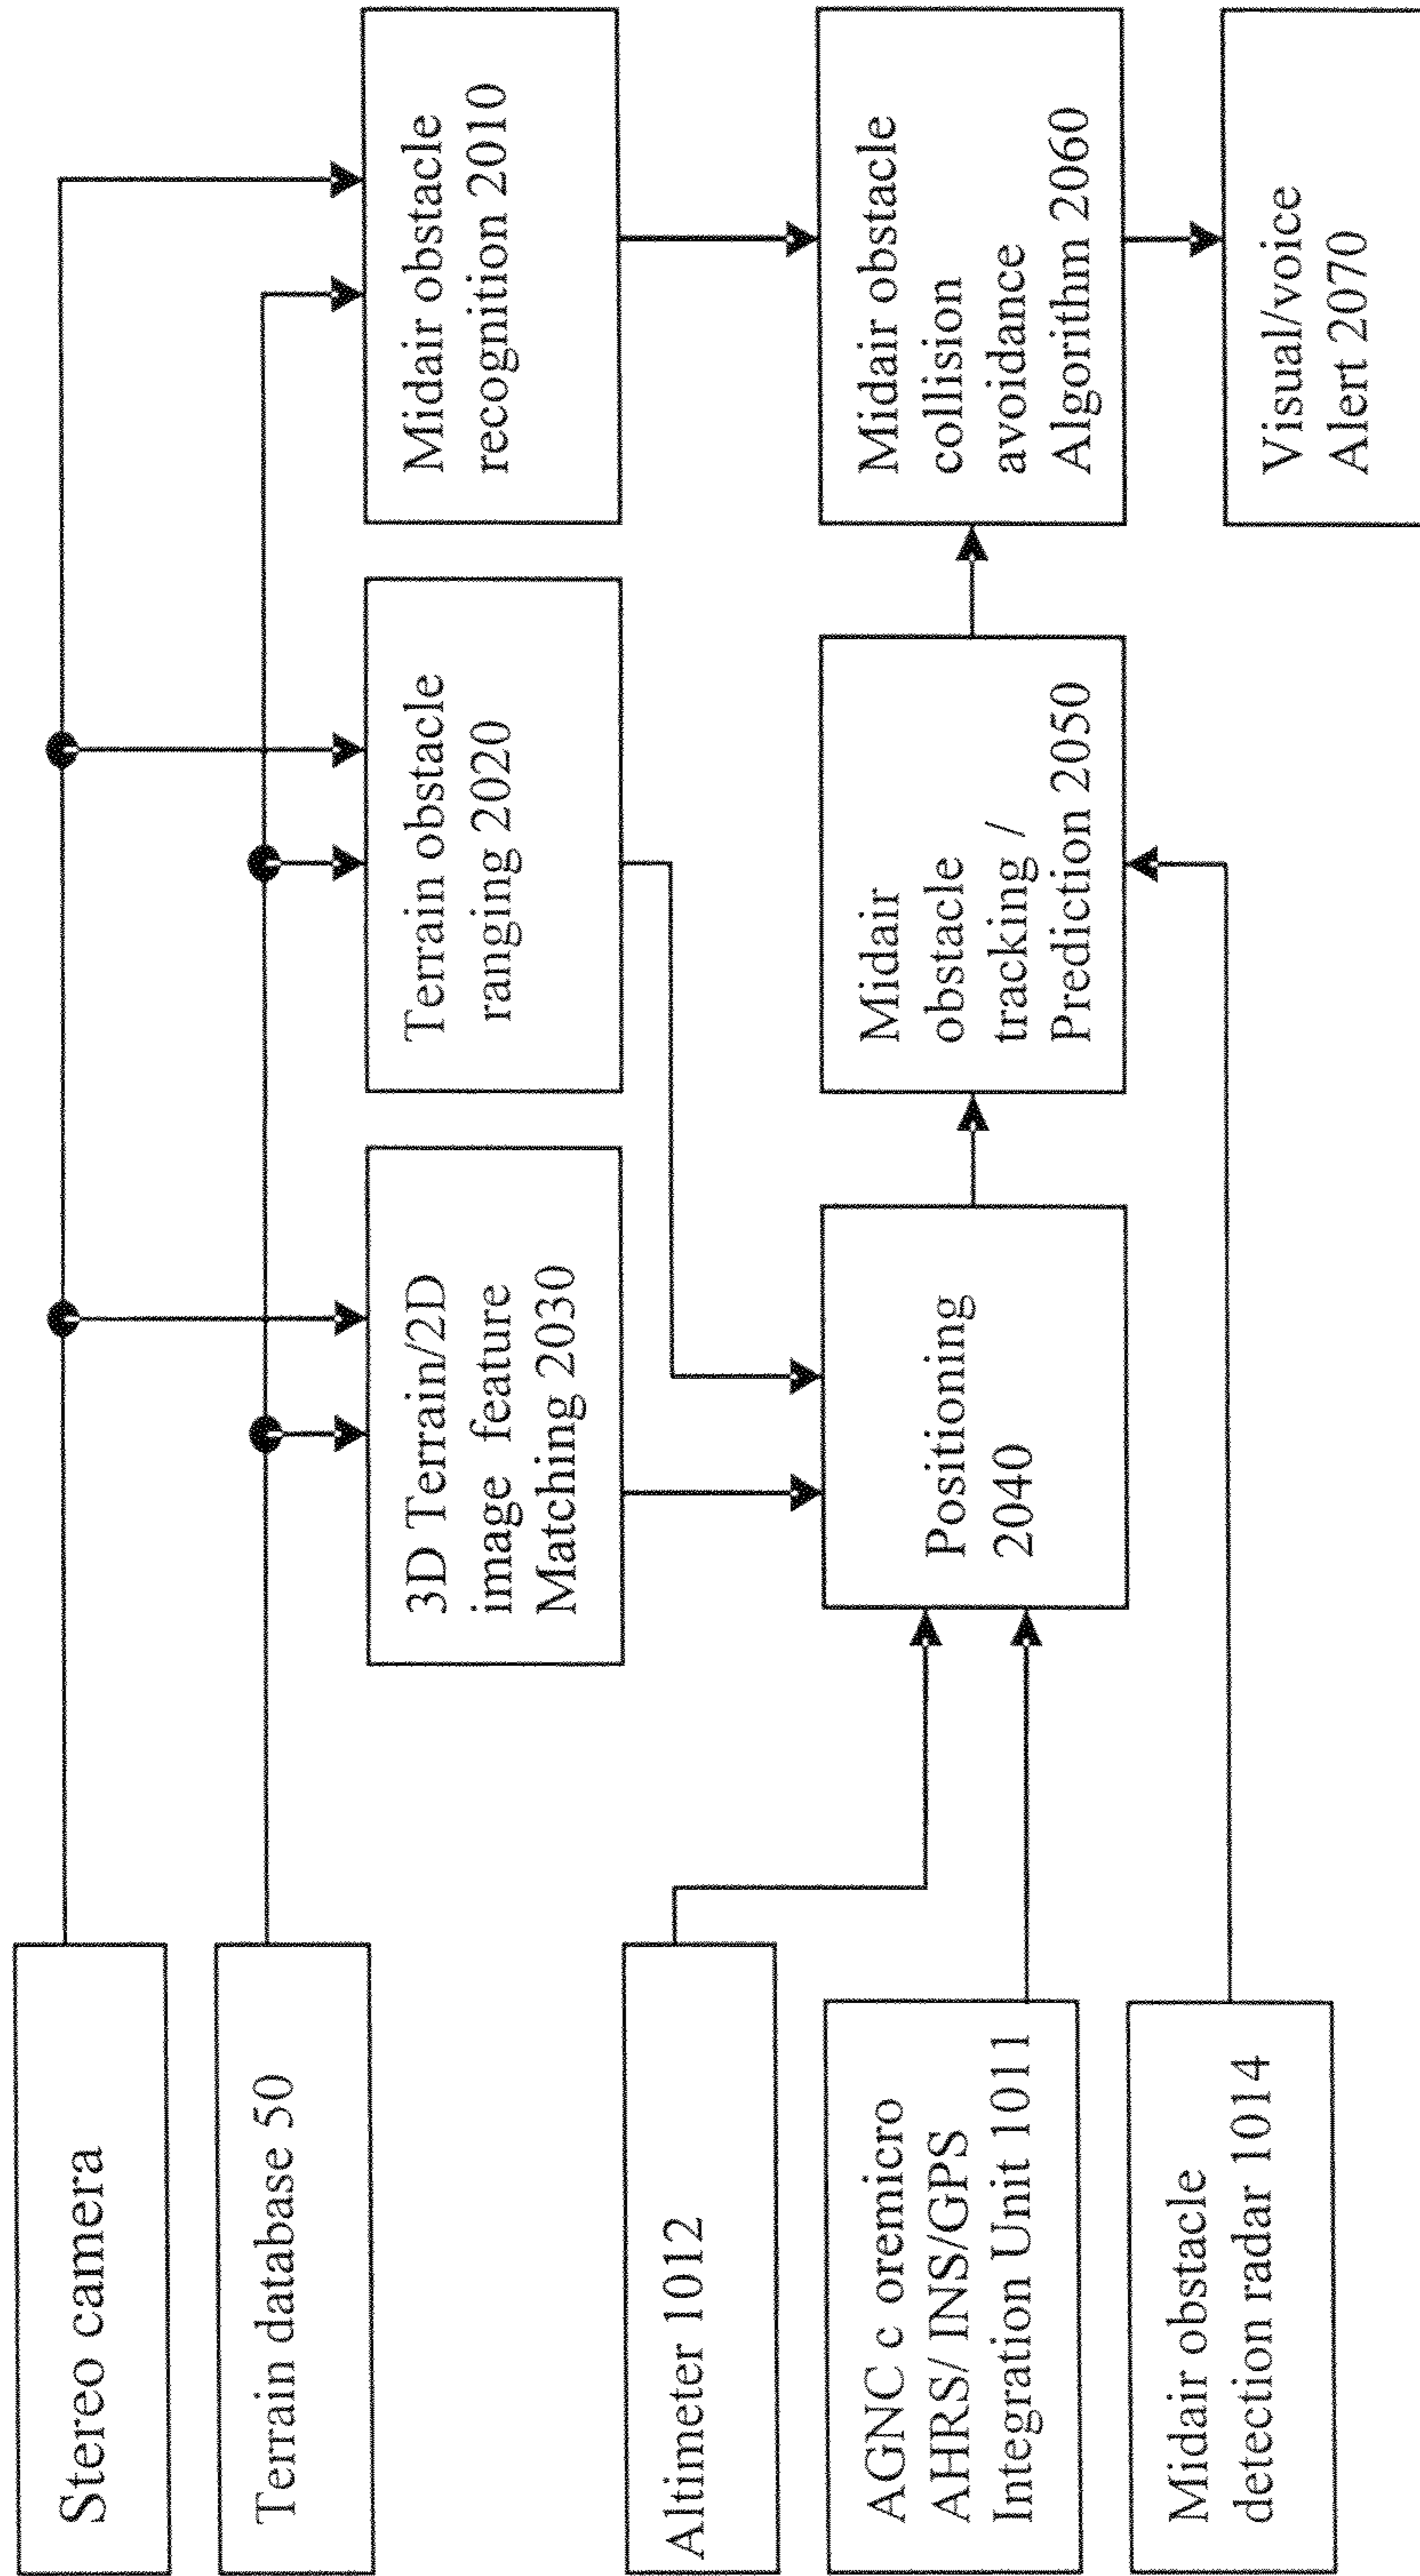 Stereo camera
Terrain database 50
Altimeter 1012
AGNC c oremicro
AHRS/ INS/GPS
Integration Unit 1011
Midair obstacle
detection radar 1014
3D Terrain/2D
image feature
Matching 2030
Terrain obstacle
ranging 2020
Midair obstacle
recognition 2010
Positioning
2040
Midair
obstacle
tracking /
Prediction 2050
Midair obstacle
collision
avoidance
Algorithm 2060
Visual/voice
Alert 2070